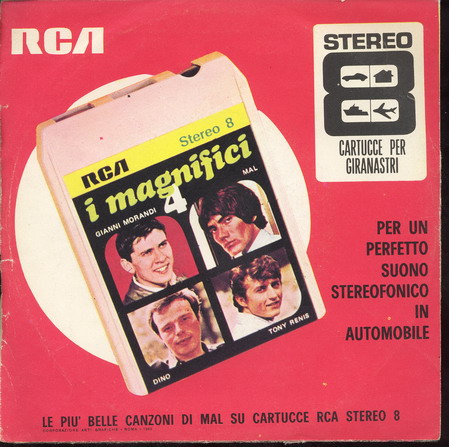 RCA
STEREO
8
CARTUCCE PER
GIRANASTRI
Stereo 8
RCA
i magnifici
4
GIANNI MORANDI
MAL
DINO
TONY RENIS
PER UN
PERFETTO
SUONO
STEREOFONICO
IN
AUTOMOBILE
LE PIU' BELLE CANZONI DI MAL SU CARTUCCE RCA STEREO 8